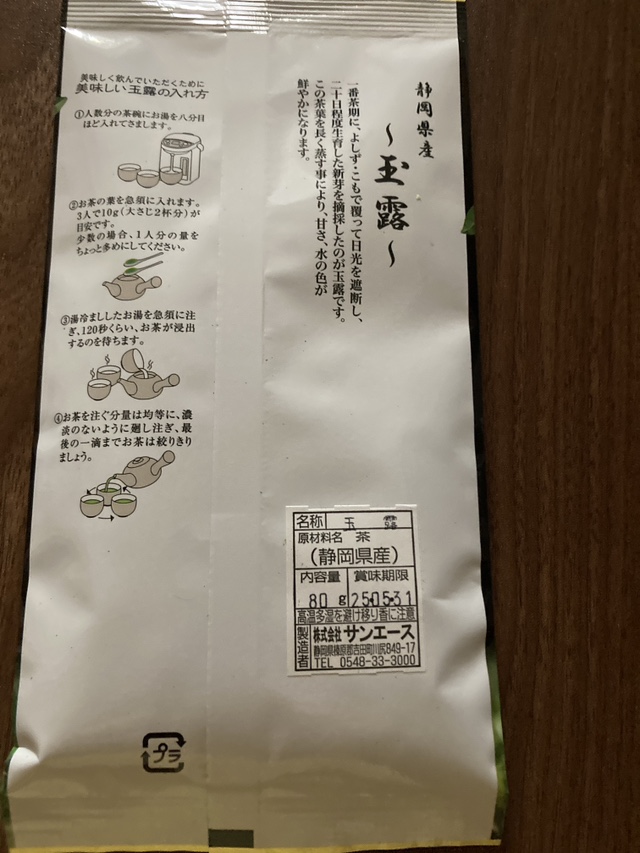 静岡県産
～玉露～
一番茶期に、よしず・こもで覆って日光を遮断し、
二十日程度生育した新芽を摘採したのが玉露です。
この茶葉を長く蒸す事により、甘さ、水の色が
鮮やかになります。
美味しく飲んでいただくために
美味しい玉露の入れ方
①人数分の茶碗にお湯を八分目
ほど入れてさまします。
②お茶の葉を急須に入れます。
3人で10g(大さじ2杯分)が
目安です。
少数の場合、1人分の量を
ちょっと多めにしてください。
③湯冷まししたお湯を急須に注
ぎ、120秒くらい、お茶が浸出
するのを待ちます。
④お茶を注ぐ分量は均等に、濃
淡のないように廻し注ぎ、最
後の一滴までお茶は絞りきり
ましょう。
名称 玉露
原材料名 茶
(静岡県産)
内容量 賞味期限
80g 25.05.31
高温多湿を避け移り香に注意
製造者 株式会社サンエース
静岡県榛原郡吉田町川尻849-17
TEL 0548-33-3000
プラ